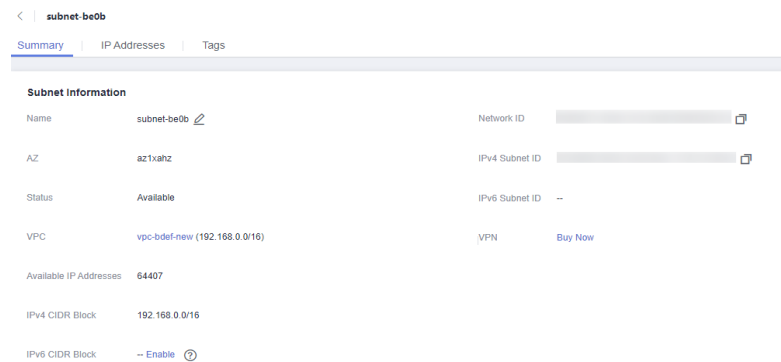 subnet-be0b
Summary IP Addresses Tags
Subnet Information
Name subnet-be0b Network ID
AZ az1xahz IPv4 Subnet ID
Status Available IPv6 Subnet ID --
VPC vpc-bdef-new (192.168.0.0/16) VPN Buy Now
Available IP Addresses 64407
IPv4 CIDR Block 192.168.0.0/16
IPv6 CIDR Block -- Enable ?